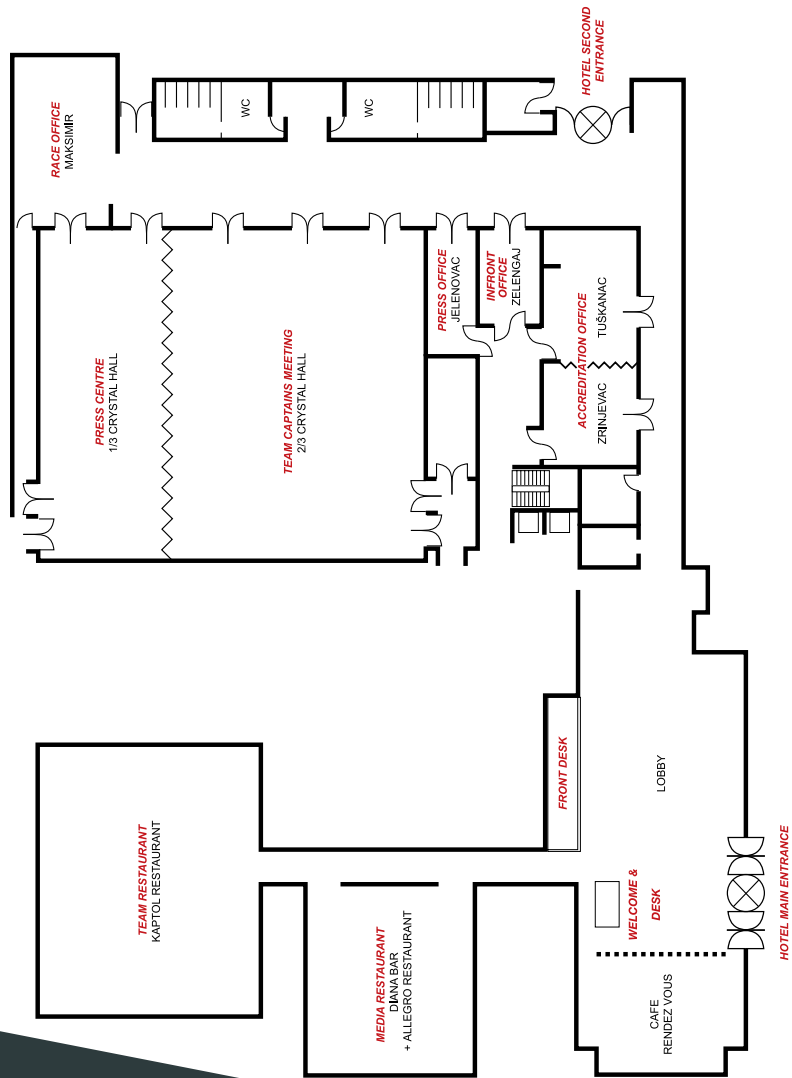 HOTEL SECOND
ENTRANCE
RACE OFFICE
MAKSIMIR
WC
WC
PRESS CENTRE
1/3 CRYSTAL HALL
TEAM CAPTAINS MEETING
2/3 CRYSTAL HALL
PRESS OFFICE
JELENOVAC
INFRONT
OFFICE
ZELENGAJ
ACCREDITATION OFFICE
TUŠKANAC
ZRINJEVAC
TEAM RESTAURANT
KAPTOL RESTAURANT
MEDIA RESTAURANT
DIANA BAR
+ ALLEGRO RESTAURANT
FRONT DESK
LOBBY
WELCOME &
DESK
CAFE
RENDEZ VOUS
HOTEL MAIN ENTRANCE